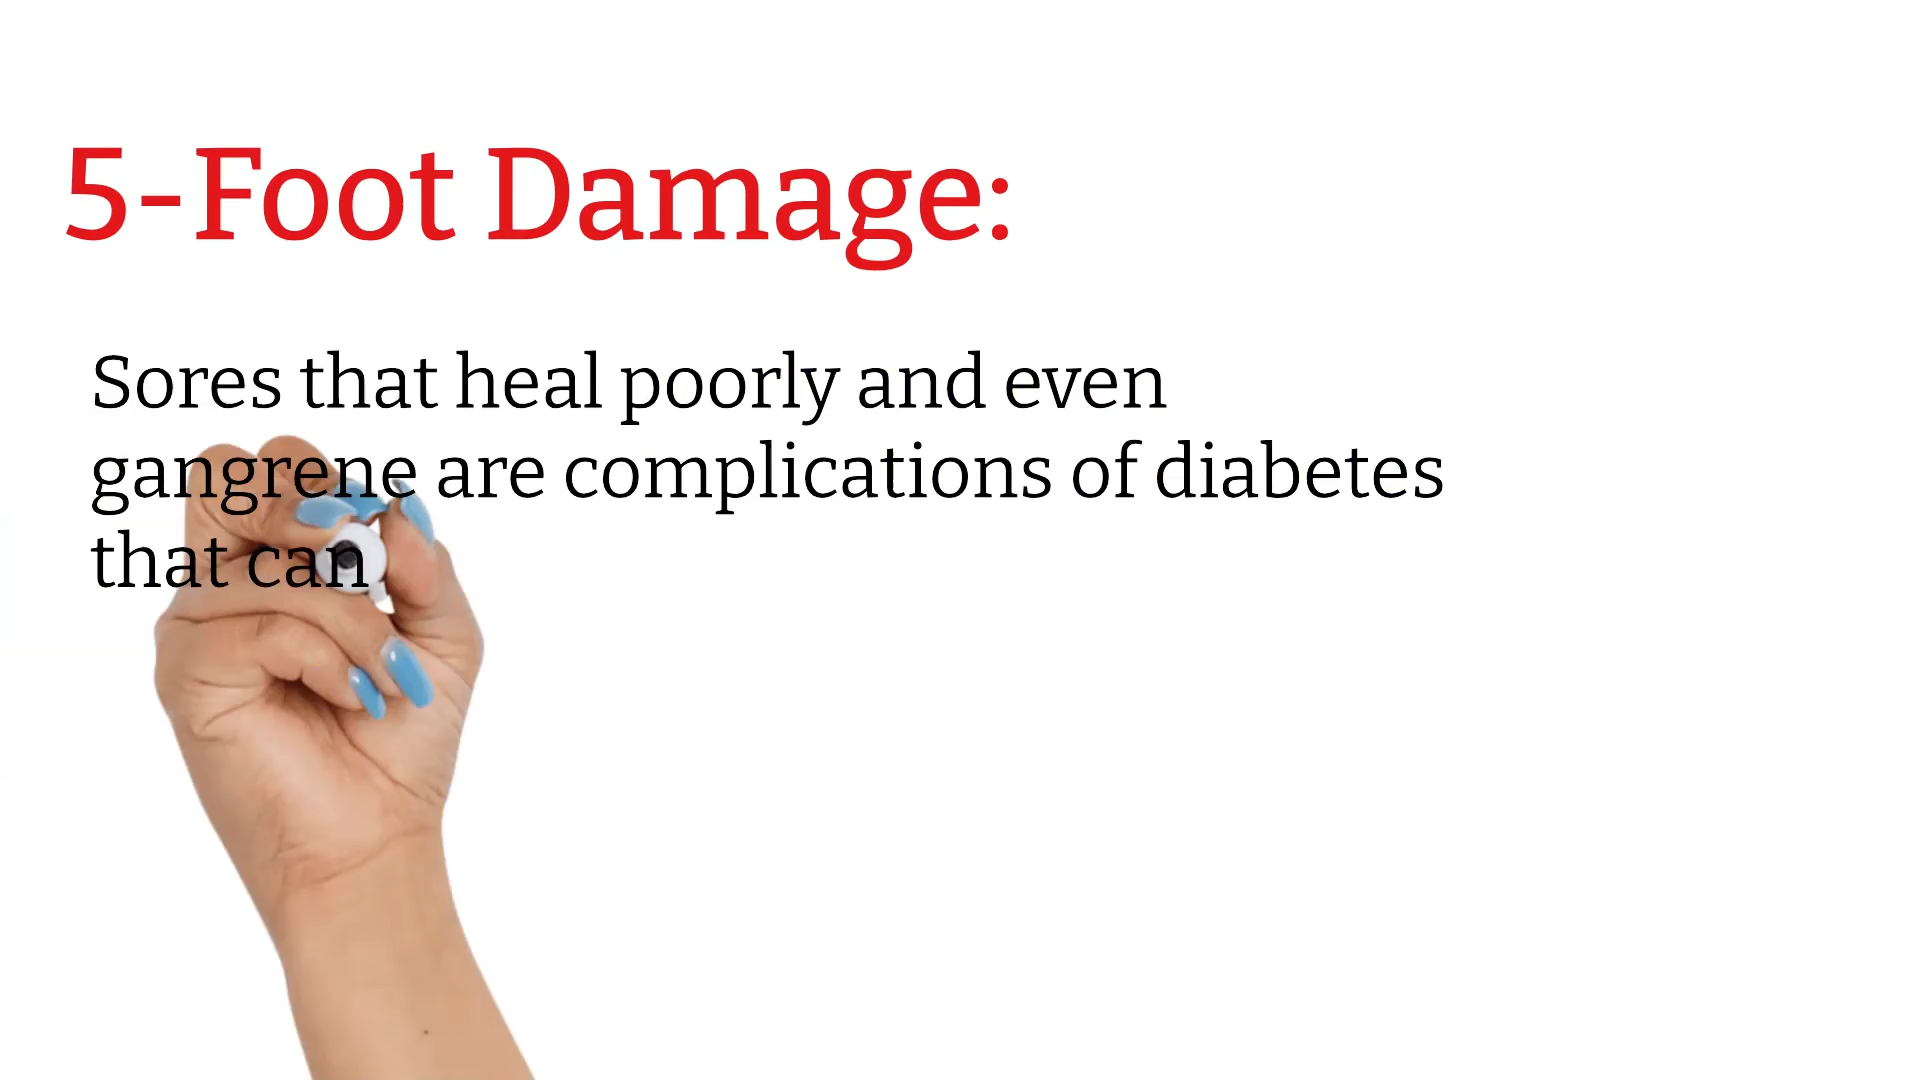 5-Foot Damage:
Sores that heal poorly and even
gangrene are complications of diabetes
that can